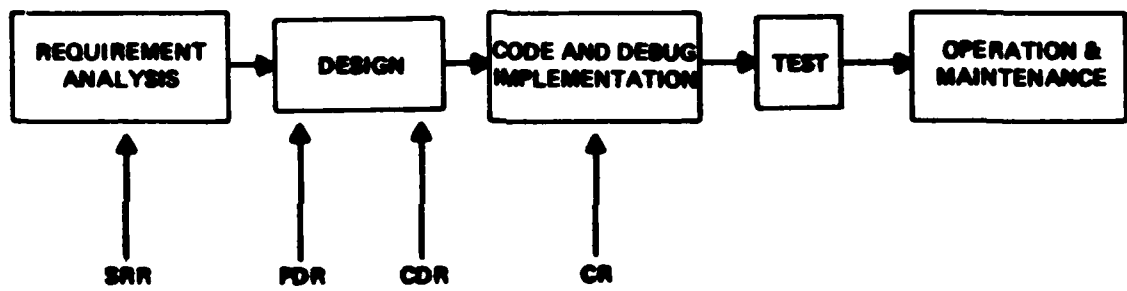 REQUIREMENT
ANALYSIS
DESIGN
CODE AND DEBUG
IMPLEMENTATION
TEST
OPERATION &
MAINTENANCE
SRR
PDR
CDR
CR